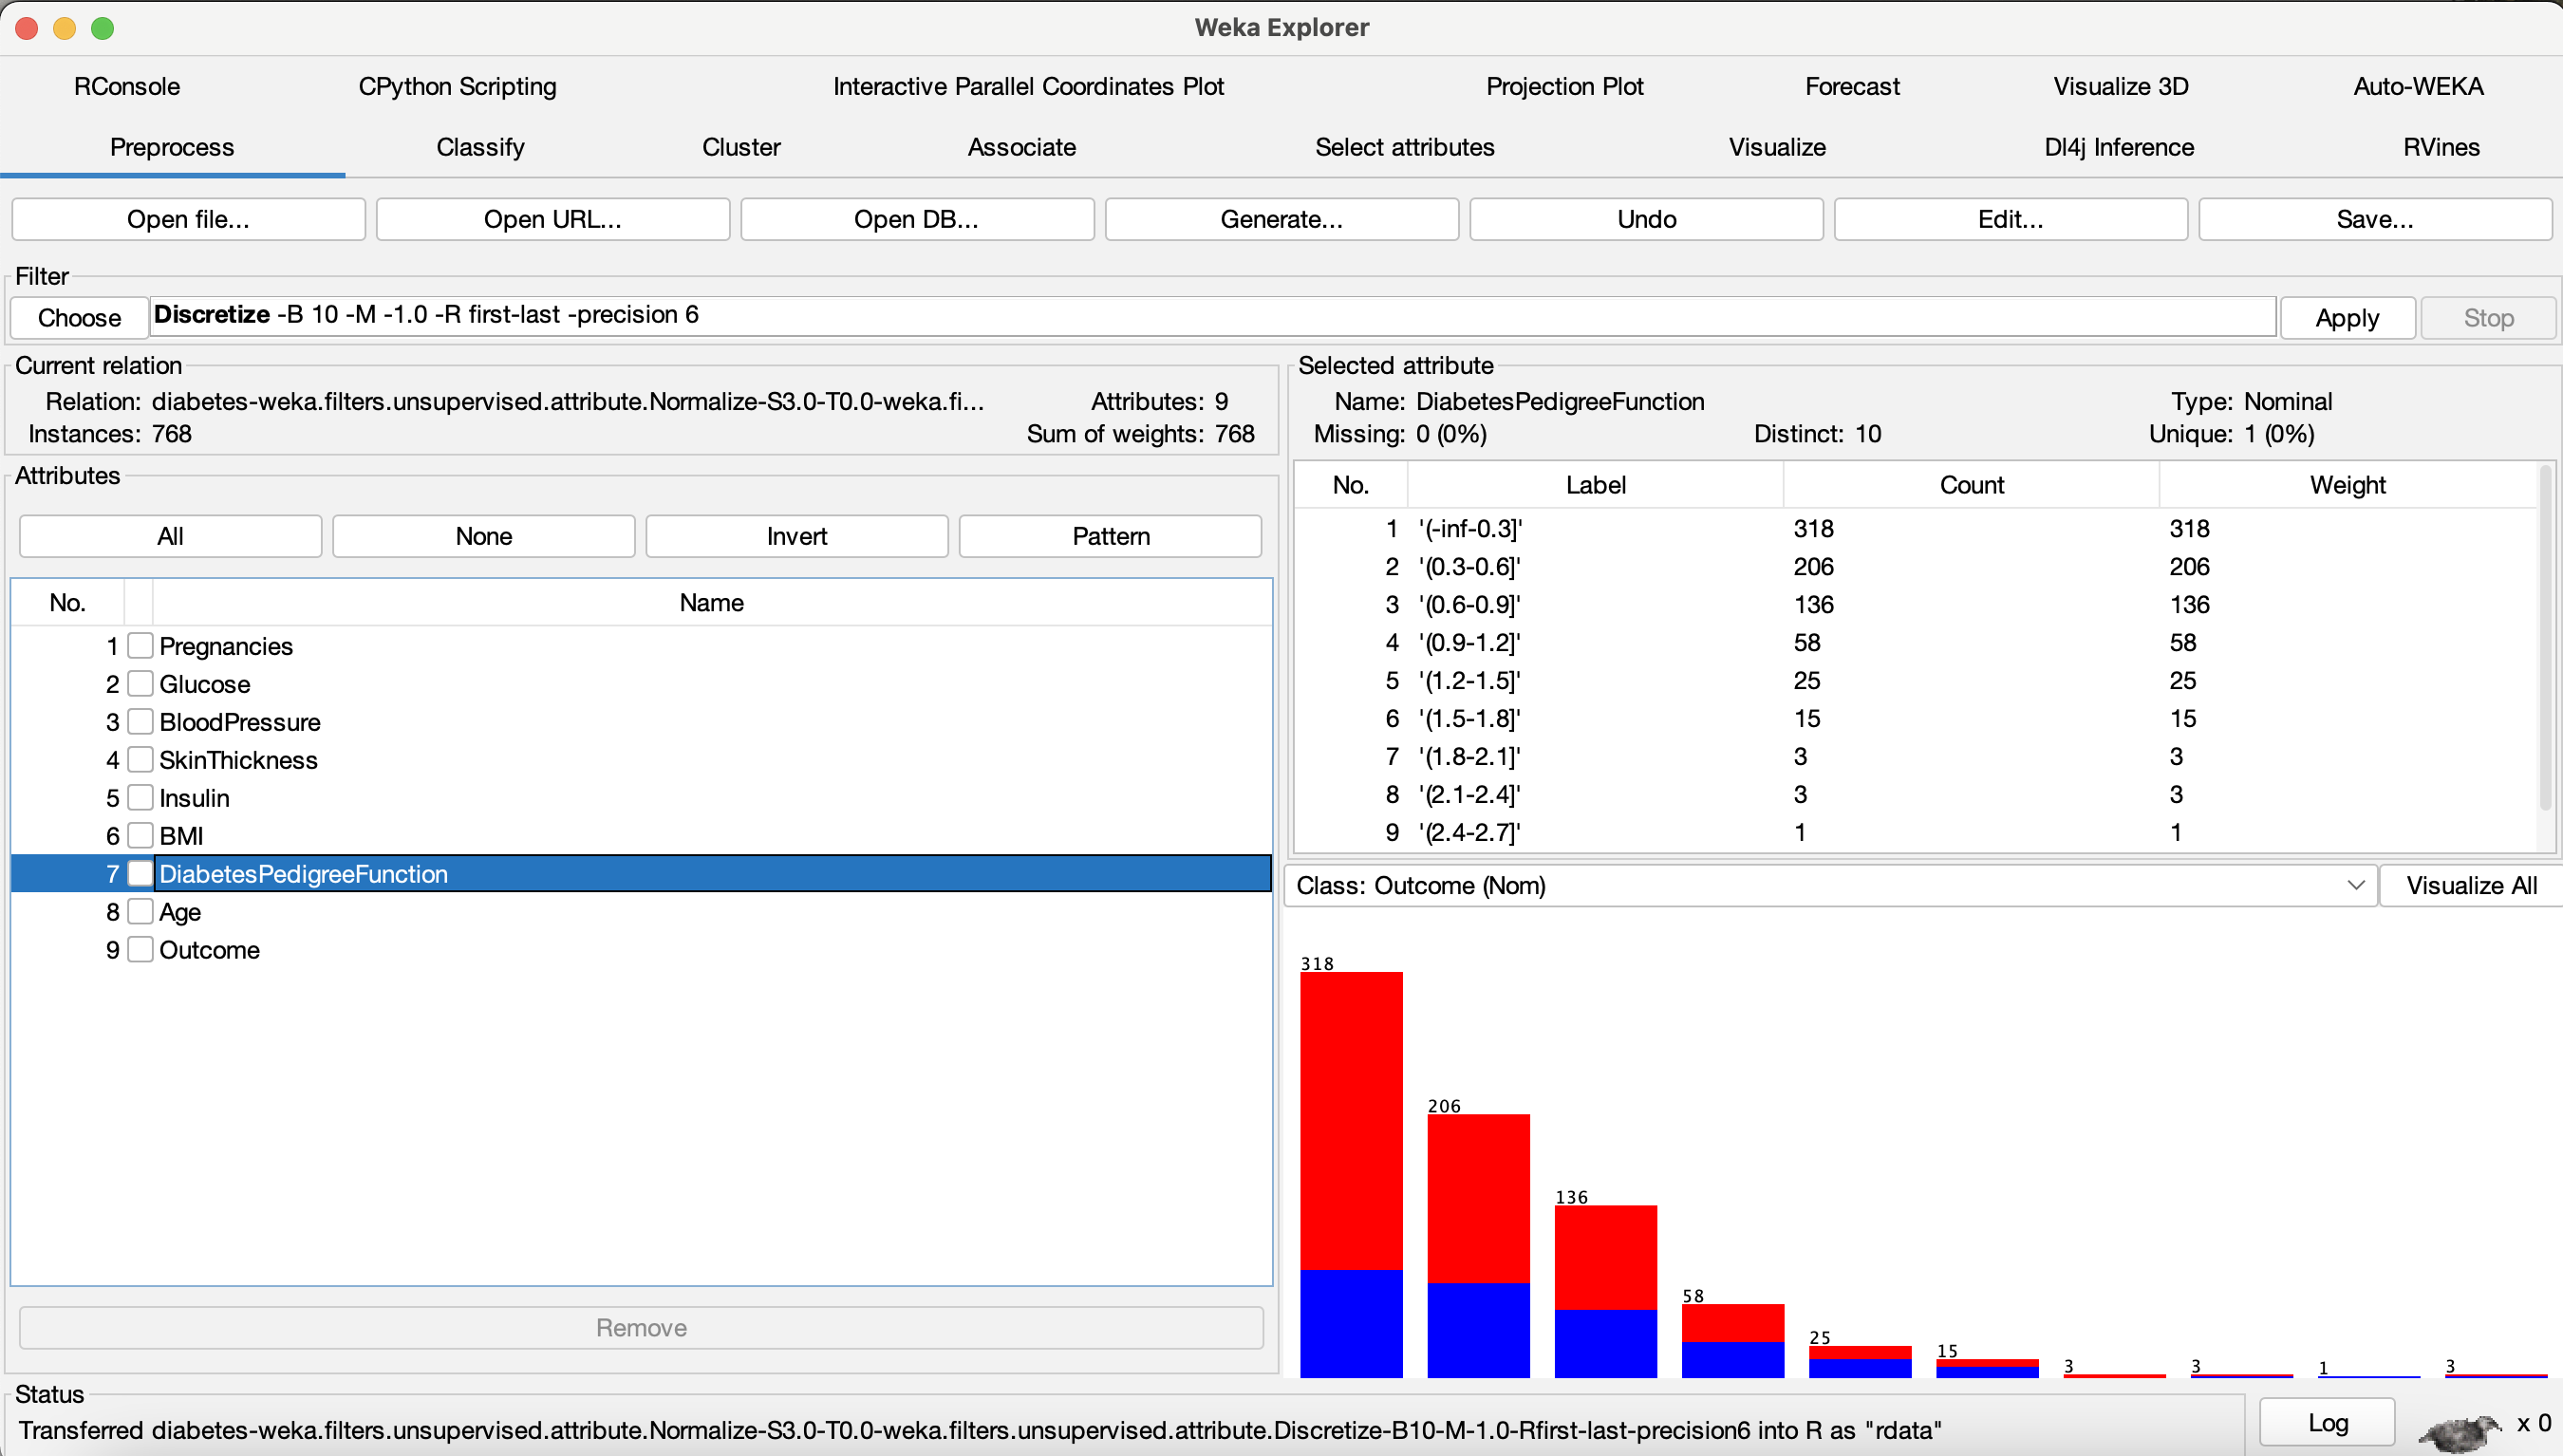 Weka Explorer
RConsole CPython Scripting Interactive Parallel Coordinates Plot Projection Plot Forecast Visualize 3D Auto-WEKA
Preprocess Classify Cluster Associate Select attributes Visualize Dl4j Inference RVines
Open file... Open URL... Open DB... Generate... Undo Edit... Save...
Filter
Choose Discretize -B 10 -M -1.0 -R first-last -precision 6 Apply Stop
Current relation
Relation: diabetes-weka.filters.unsupervised.attribute.Normalize-S3.0-T0.0-weka.fi... Attributes: 9
Instances: 768 Sum of weights: 768
Attributes
All None Invert Pattern
No. Name
1 Pregnancies
2 Glucose
3 BloodPressure
4 SkinThickness
5 Insulin
6 BMI
7 DiabetesPedigreeFunction
8 Age
9 Outcome
Remove
Selected attribute
Name: DiabetesPedigreeFunction Type: Nominal
Missing: 0 (0%) Distinct: 10 Unique: 1 (0%)
No. Label Count Weight
1 '(-inf-0.3]' 318 318
2 '(0.3-0.6]' 206 206
3 '(0.6-0.9]' 136 136
4 '(0.9-1.2]' 58 58
5 '(1.2-1.5]' 25 25
6 '(1.5-1.8]' 15 15
7 '(1.8-2.1]' 3 3
8 '(2.1-2.4]' 3 3
9 '(2.4-2.7]' 1 1
Class: Outcome (Nom) Visualize All
318
206
136
58
25
15
3
3
1
3
Status
Transferred diabetes-weka.filters.unsupervised.attribute.Normalize-S3.0-T0.0-weka.filters.unsupervised.attribute.Discretize-B10-M-1.0-Rfirst-last-precision6 into R as "rdata"
Log x 0